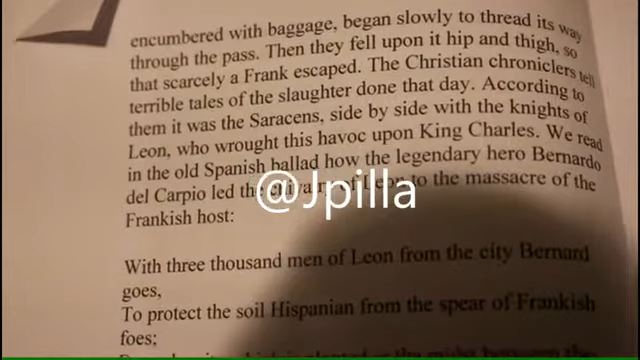 encumbered with baggage, began slowly to thread its way
through the pass. Then they fell upon it hip and thigh, so
that scarcely a Frank escaped. The Christian chroniclers tell
terrible tales of the slaughter done that day. According to
them it was the Saracens, side by side with the knights of
Leon, who wrought this havoc upon King Charles. We read
in the old Spanish ballad how the legendary hero Bernardo
del Carpio led the chivalry of Leon to the massacre of the
@Jpilla
Frankish host:
With three thousand men of Leon from the city Bernard
goes,
To protect the soil Hispanian from the spear of Frankish
foes;